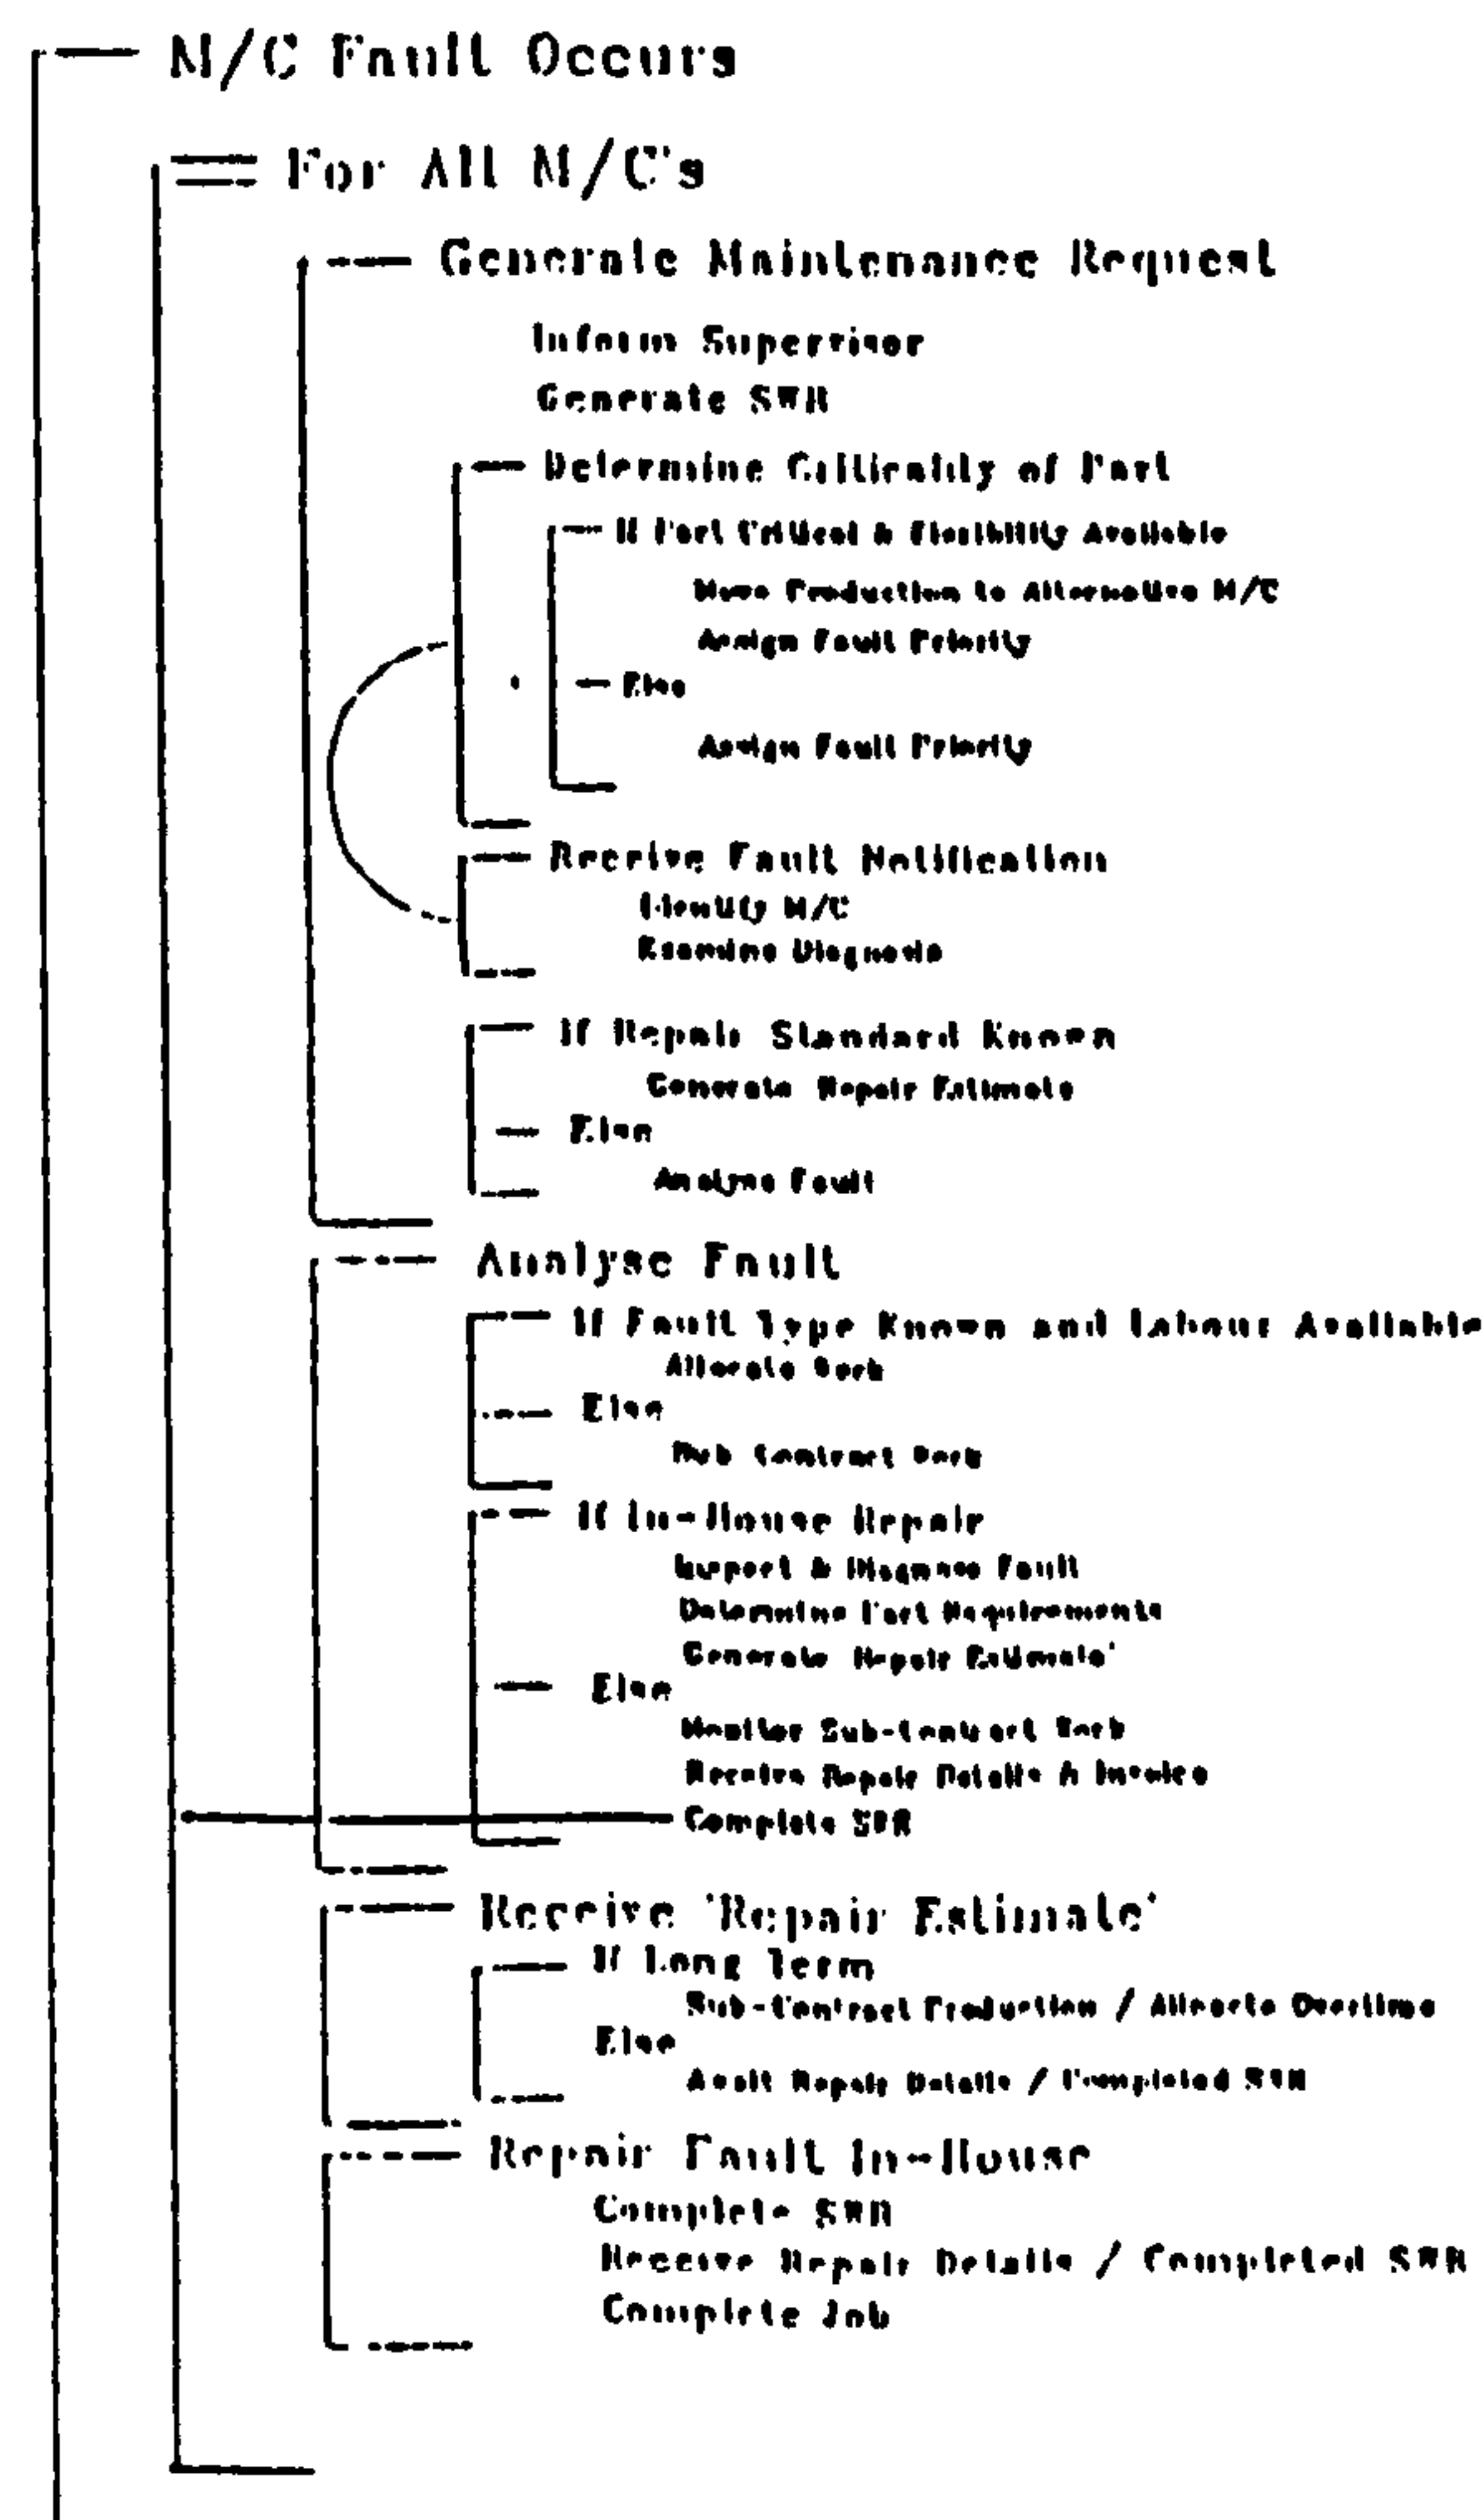 M/C Fault Occurs
For All M/C's
Generate Maintenance Request
Inform Supervisor
Generate SWR
Determine Criticality of Part
If Part Critical & Flexibility Available
Move Production to Alternative M/C
Assign Fault Priority
Else
Assign Fault Priority
Receive Fault Notification
Identify M/C
Examine Diagnosis
If Repair Standard Known
Generate Repair Estimate
Else
Analyse Fault
Analyse Fault
If Fault Type Known and Labour Available
Allocate Work
Else
Sub Contract Work
If In-House Repair
Inspect & Diagnose Fault
Determine Part Requirements
Generate 'Repair Estimate'
Else
Monitor Sub-Contract Work
Receive Repair Details & Invoice
Complete SWR
Receive 'Repair Estimate'
If Long Term
Sub-Contract Production / Allocate Overtime
Else
Await Repair Details / Completed SWR
Repair Fault In-House
Complete SWR
Receive Repair Details / Completed SWR
Complete Job